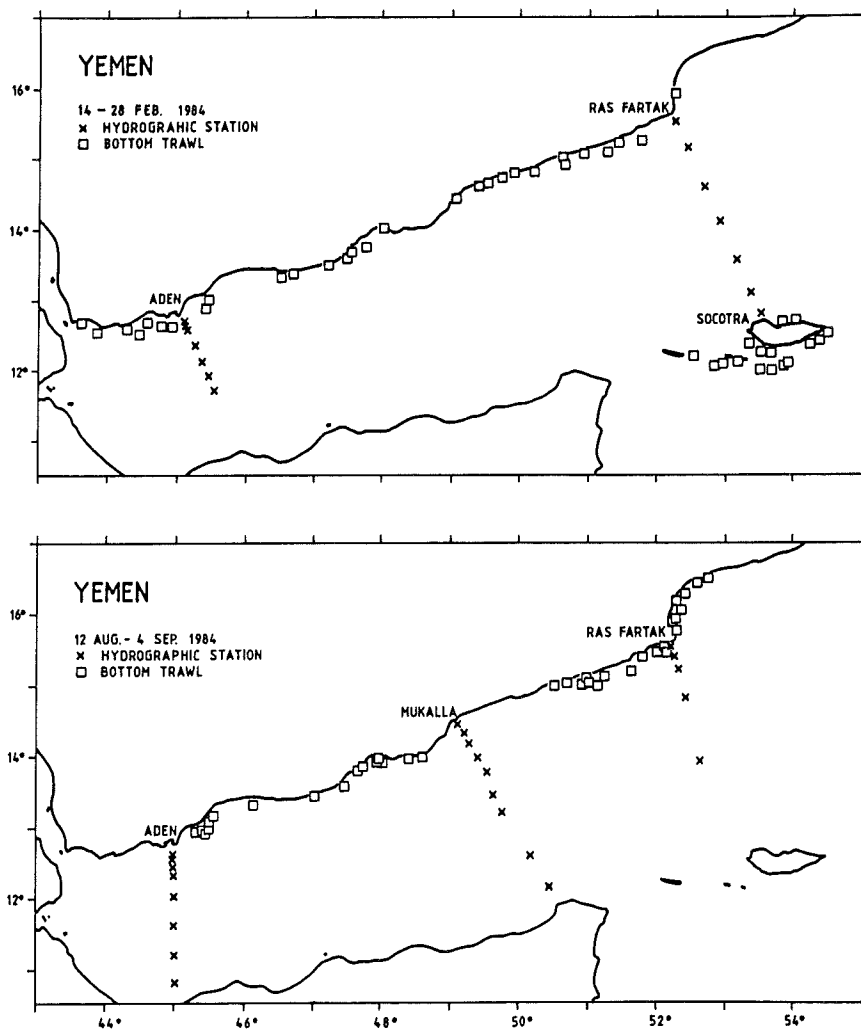 YEMEN
14 – 28 FEB. 1984
× HYDROGRAHIC STATION
□ BOTTOM TRAWL
16°
RAS FARTAK
14°
ADEN
SOCOTRA
12°
YEMEN
12 AUG. – 4 SEP. 1984
× HYDROGRAPHIC STATION
□ BOTTOM TRAWL
16°
RAS FARTAK
MUKALLA
14°
ADEN
12°
44° 46° 48° 50° 52° 54°